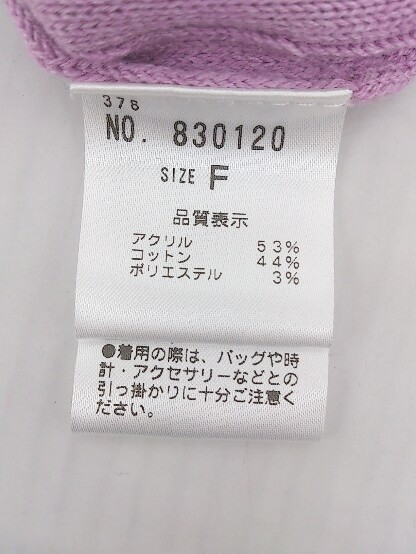 376
NO. 830120
SIZE F
品質表示
アクリル 53%
コットン 44%
ポリエステル 3%
●着用の際は、バッグや時
計・アクセサリーなどとの
引っ掛かりに十分ご注意く
ださい。